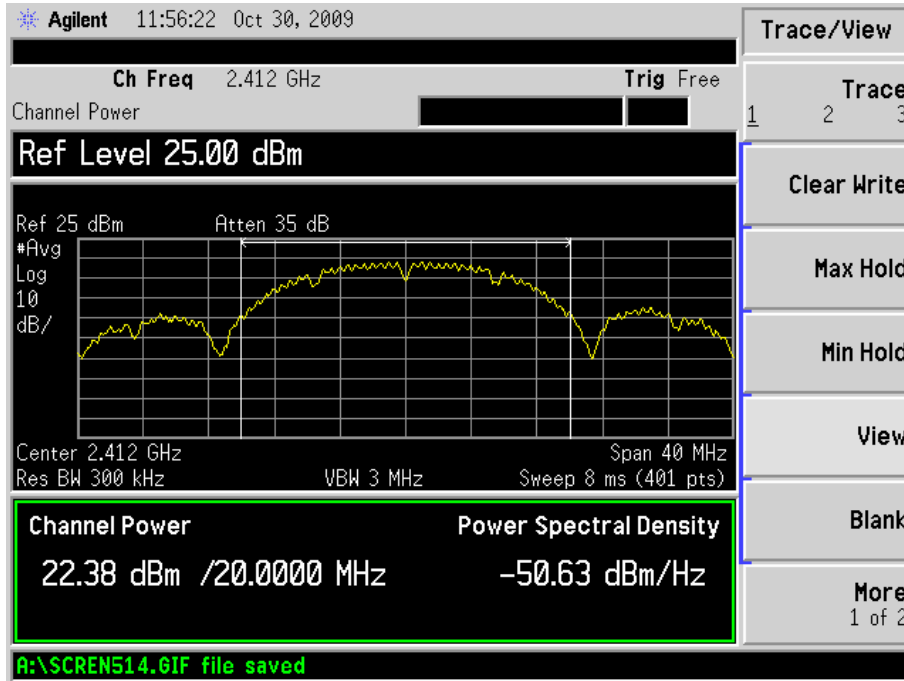 Agilent 11:56:22 Oct 30, 2009
Trace/View
Ch Freq 2.412 GHz Trig Free
Channel Power
Trace
1 2 3
Ref Level 25.00 dBm
Clear Write
Ref 25 dBm Atten 35 dB
#Avg
Log
10
dB/
Max Hold
Min Hold
Center 2.412 GHz Span 40 MHz
Res BW 300 kHz VBW 3 MHz Sweep 8 ms (401 pts)
View
Channel Power Power Spectral Density
22.38 dBm /20.0000 MHz -50.63 dBm/Hz
Blank
More
1 of 2
A:\SCREN514.GIF file saved